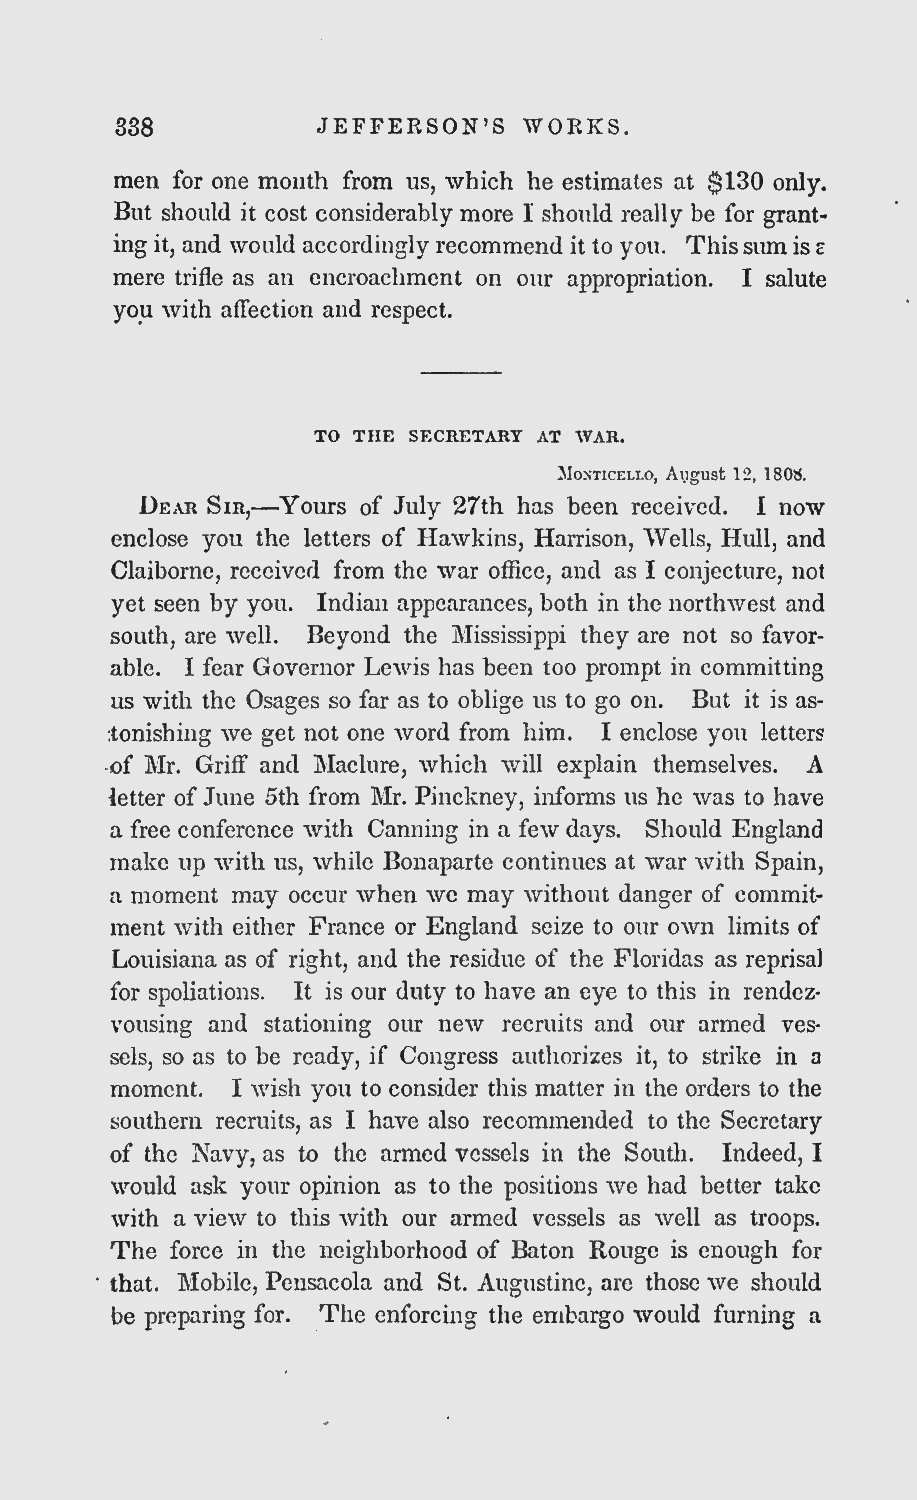 338 JEFFERSON'S WORKS.
men for one month from us, which he estimates at $130 only.
But should it cost considerably more I should really be for grant-
ing it, and would accordingly recommend it to you. This sum is
mere trifle as an encroachment on our appropriation. I salute
you with affection and respect.
TO THE SECRETARY AT WAR.
MONTICELLO, August 12, 1808.
DEAR SIR,—Yours of July 27th has been received. I now
enclose you the letters of Hawkins, Harrison, Wells, Hull, and
Claiborne, received from the war office, and as I conjecture, not
yet seen by you. Indian appearances, both in the northwest and
south, are well. Beyond the Mississippi they are not so favor-
able. I fear Governor Lewis has been too prompt in committing
us with the Osages so far as to oblige us to go on. But it is as-
tonishing we get not one word from him. I enclose you letters
of Mr. Griff and Maclure, which will explain themselves. A
letter of June 5th from Mr. Pinckney, informs us he was to have
a free conference with Canning in a few days. Should England
make up with us, while Bonaparte continues at war with Spain,
a moment may occur when we may without danger of commit-
ment with either France or England seize to our own limits of
Louisiana as of right, and the residue of the Floridas as reprisal
for spoliations. It is our duty to have an eye to this in rendez-
vousing and stationing our new recruits and our armed ves-
sels, so as to be ready, if Congress authorizes it, to strike in a
moment. I wish you to consider this matter in the orders to the
southern recruits, as I have also recommended to the Secretary
of the Navy, as to the armed vessels in the South. Indeed, I
would ask your opinion as to the positions we had better take
with a view to this with our armed vessels as well as troops.
The force in the neighborhood of Baton Rouge is enough for
that. Mobile, Pensacola and St. Augustine, are those we should
be preparing for. The enforcing the embargo would furning a